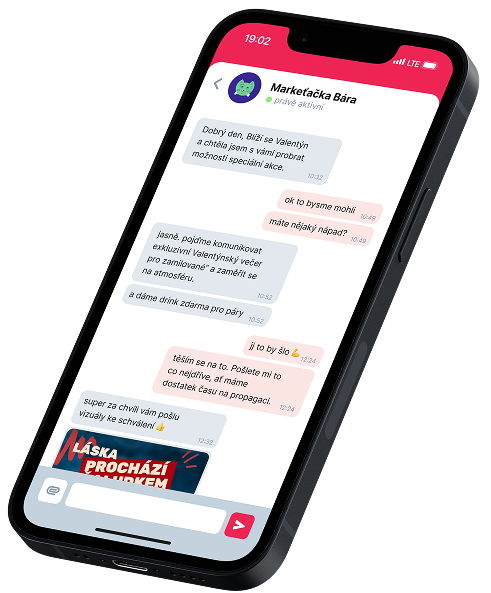 19:02
LTE
Markeťačka Bára
právě aktivní
Dobrý den, Blíží se Valentýn
a chtěla jsem s vámi probrat
možnosti speciální akce.
10:32
ok to bysme mohli
10:49
máte nějaký nápad?
10:49
jasně. pojďme komunikovat
exkluzivní Valentýnský večer
pro zamilované" a zaměřit se
na atmosféru.
10:52
a dáme drink zdarma pro páry
10:52
jj to by šlo 💪
12:24
těším se na to. Pošlete mi to
co nejdříve, ať máme
dostatek času na propagaci.
12:24
super za chvíli vám pošlu
vizuály ke schválení 👍
12:32
LÁSKA
PROCHÁZÍ